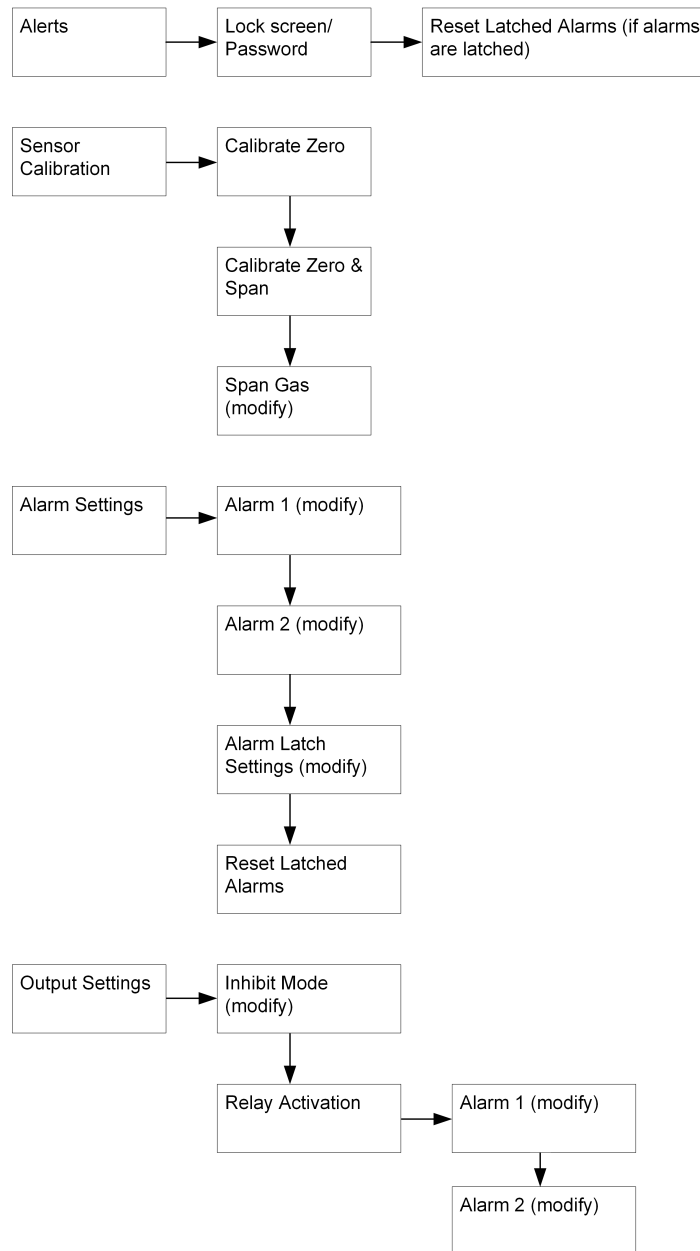 Alerts
Lock screen/
Password
Reset Latched Alarms (if alarms
are latched)
Sensor
Calibration
Calibrate Zero
Calibrate Zero &
Span
Span Gas
(modify)
Alarm Settings
Alarm 1 (modify)
Alarm 2 (modify)
Alarm Latch
Settings (modify)
Reset Latched
Alarms
Output Settings
Inhibit Mode
(modify)
Relay Activation
Alarm 1 (modify)
Alarm 2 (modify)